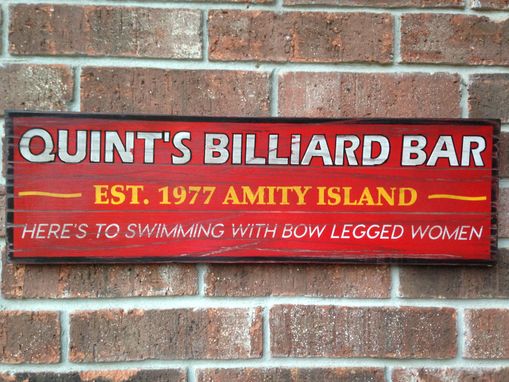 QUINT'S BILLIARD BAR
EST. 1977 AMITY ISLAND
HERE'S TO SWIMMING WITH BOW LEGGED WOMEN